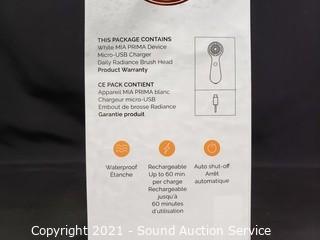 THIS PACKAGE CONTAINS
White MIA PRIMA Device
Micro-USB Charger
Daily Radiance Brush Head
Product Warranty
CE PACK CONTIENT
Appareil MIA PRIMA blanc
Chargeur micro-USB
Embout de brosse Radiance
Garantie produit
Waterproof
Étanche
Rechargeable
Up to 60 min
per charge
Rechargeable
jusqu'à
60 minutes
d'utilisation
Auto shut-off
Arrêt
automatique
Copyright 2021 - Sound Auction Service